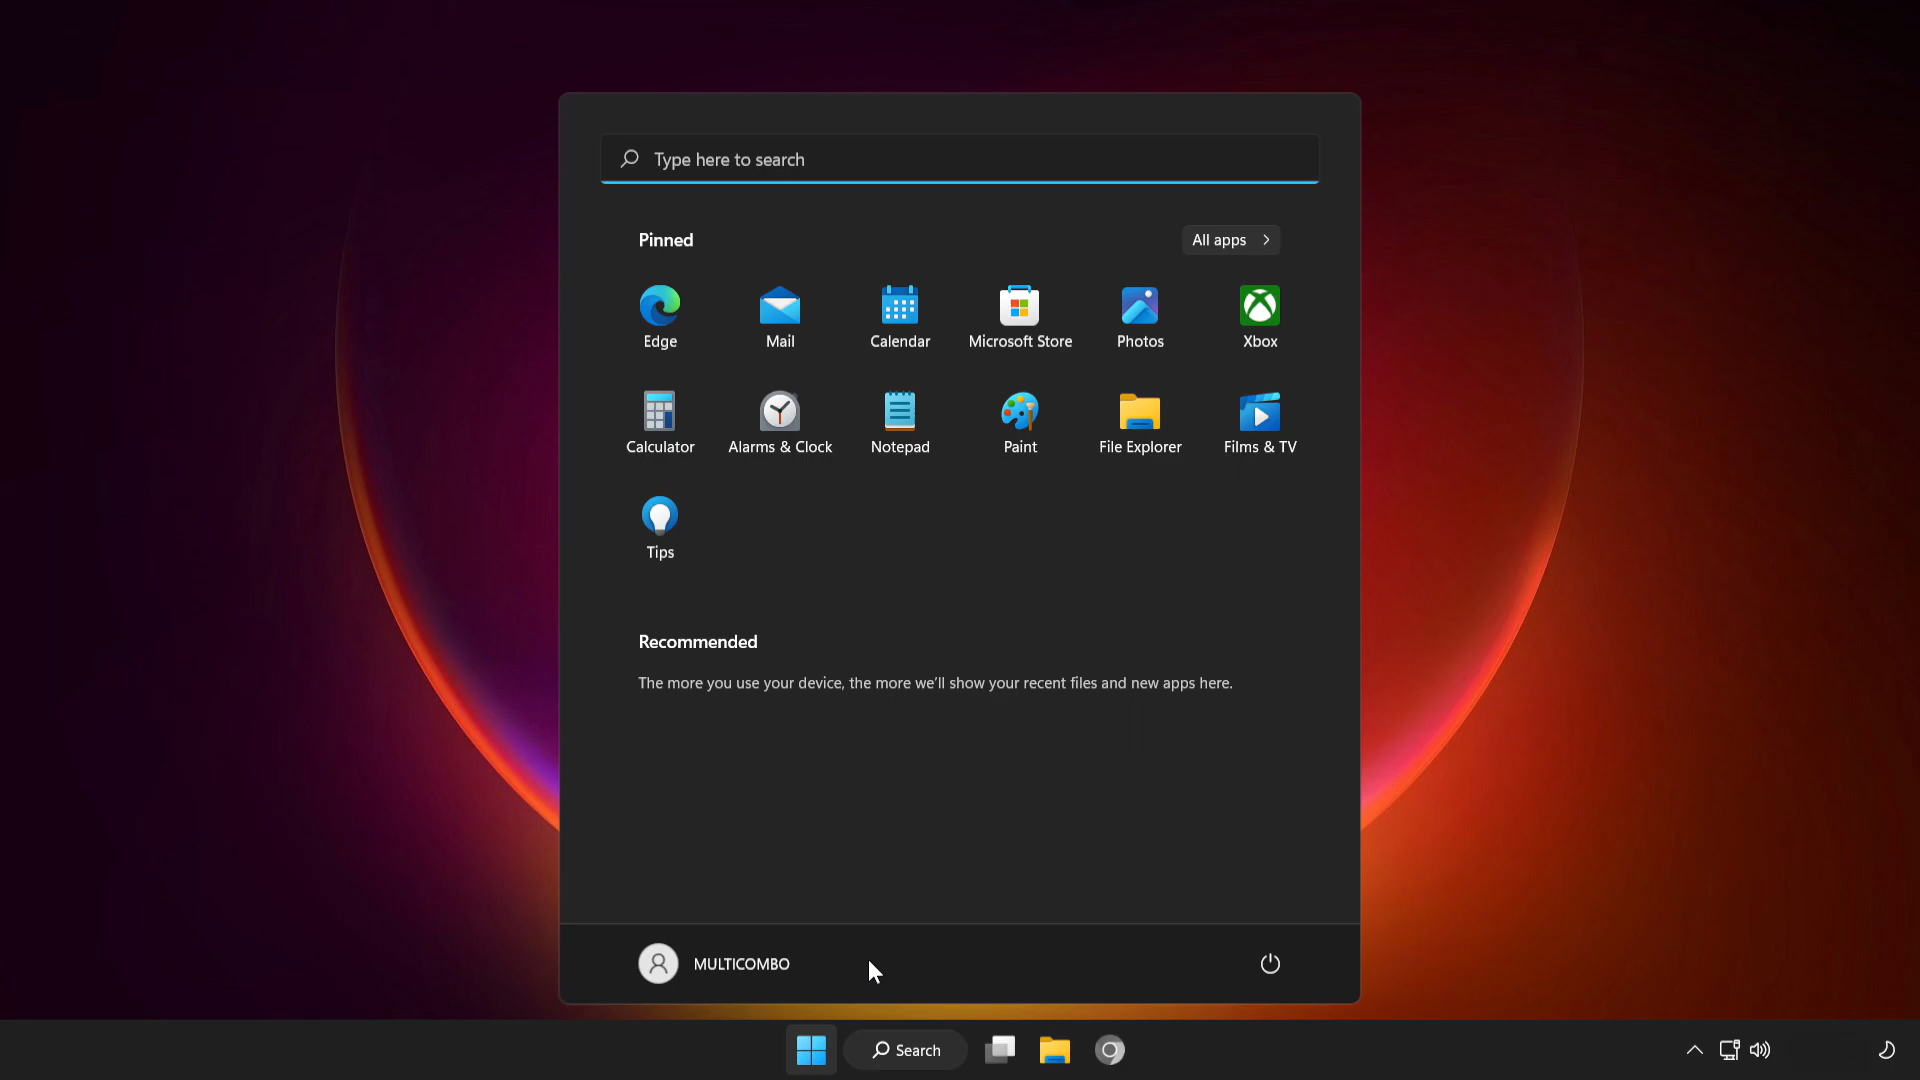 Type here to search
Pinned
All apps
Edge
Mail
Calendar
Microsoft Store
Photos
Xbox
Calculator
Alarms & Clock
Notepad
Paint
File Explorer
Films & TV
Tips
Recommended
The more you use your device, the more we'll show your recent files and new apps here.
MULTICOMBO
Search